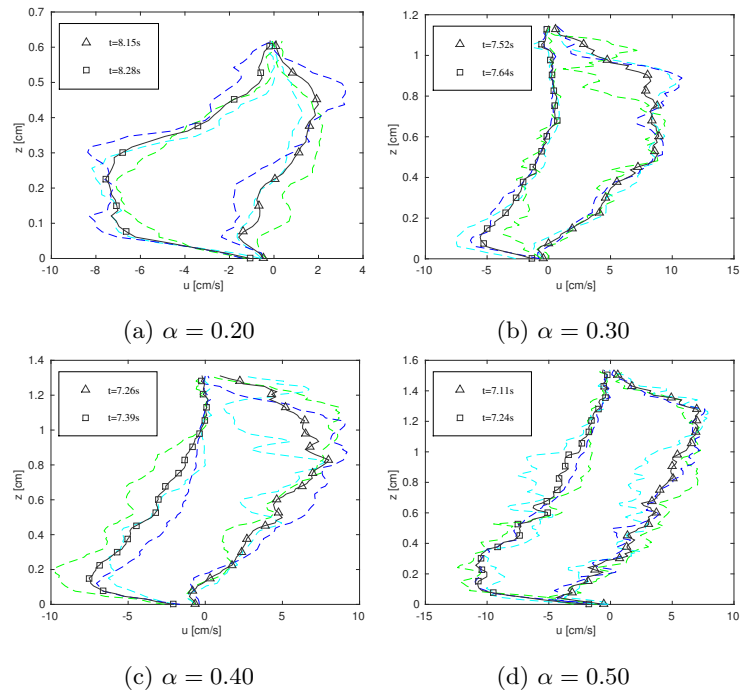 0.7
0.6
0.5
0.4
0.3
0.2
0.1
0
z [cm]
t=8.15s
t=8.28s
-10 -8 -6 -4 -2 0 2 4
u [cm/s]
(a) α = 0.20
1.2
1
0.8
0.6
0.4
0.2
0
z [cm]
t=7.52s
t=7.64s
-10 -5 0 5 10 15
u [cm/s]
(b) α = 0.30
1.4
1.2
1
0.8
0.6
0.4
0.2
0
z [cm]
t=7.26s
t=7.39s
-10 -5 0 5 10
u [cm/s]
(c) α = 0.40
1.6
1.4
1.2
1
0.8
0.6
0.4
0.2
0
z [cm]
t=7.11s
t=7.24s
-15 -10 -5 0 5 10
u [cm/s]
(d) α = 0.50